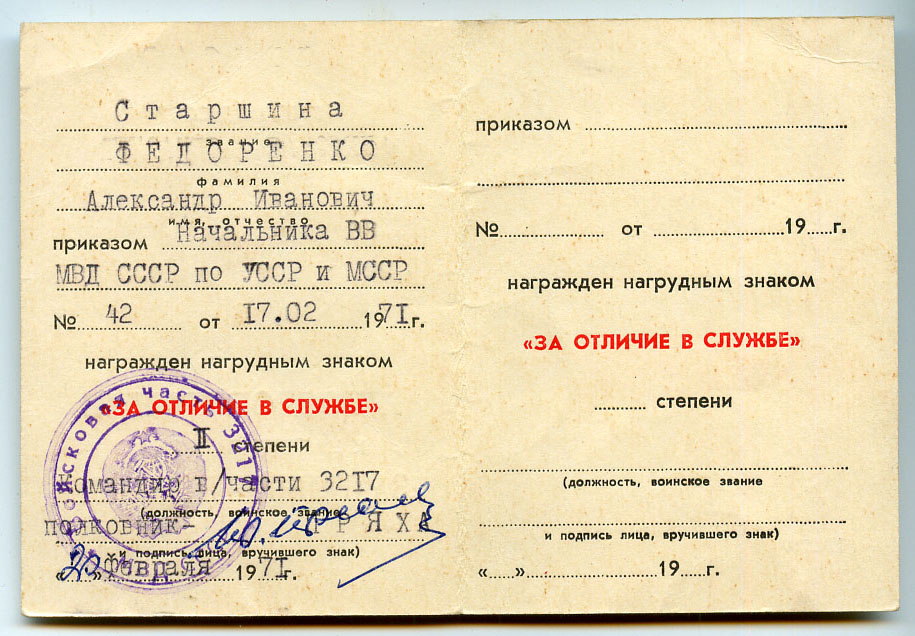 Старшина
звание
ФЕДОРЕНКО
фамилия
Александр Иванович
имя, отчество
приказом Начальника ВВ
МВД СССР по УССР и МССР
№ 42 от 17.02 1971 г.
награжден нагрудным знаком
«ЗА ОТЛИЧИЕ В СЛУЖБЕ»
II степени
Командир в/части 3217
(должность, воинское звание
полковник-
и подпись лица, вручившего знак)
февраля 1971 г.
Войсковая часть 3217
приказом
№ от 19 г.
награжден нагрудным знаком
«ЗА ОТЛИЧИЕ В СЛУЖБЕ»
степени
(должность, воинское звание
и подпись лица, вручившего знак)
« » 19 г.